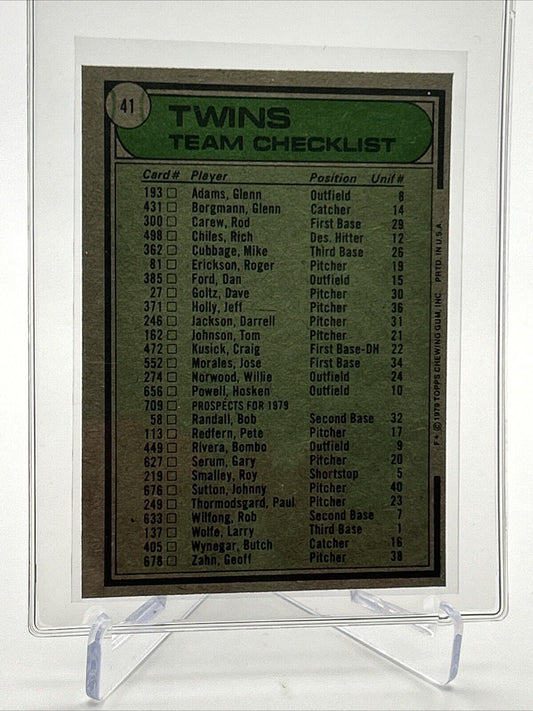 41
TWINS
TEAM CHECKLIST
Card# Player Position Unif#
193 Adams, Glenn Outfield 8
431 Borgmann, Glenn Catcher 14
300 Carew, Rod First Base 29
498 Chiles, Rich Des. Hitter 12
362 Cubbage, Mike Third Base 26
81 Erickson, Roger Pitcher 19
385 Ford, Dan Outfield 15
27 Goltz, Dave Pitcher 30
371 Holly, Jeff Pitcher 36
246 Jackson, Darrell Pitcher 31
162 Johnson, Tom Pitcher 21
472 Kusick, Craig First Base-DH 22
552 Morales, Jose First Base 34
274 Norwood, Willie Outfield 24
656 Powell, Hosken Outfield 10
709 PROSPECTS FOR 1979
58 Randall, Bob Second Base 32
113 Redfern, Pete Pitcher 17
449 Rivera, Bombo Outfield 9
627 Serum, Gary Pitcher 20
219 Smalley, Roy Shortstop 5
676 Sutton, Johnny Pitcher 40
249 Thormodsgard, Paul Pitcher 23
633 Wilfong, Rob Second Base 7
137 Wolfe, Larry Third Base 1
405 Wynegar, Butch Catcher 16
678 Zahn, Geoff Pitcher 38
F* © 1979 TOPPS CHEWING GUM, INC. PRTD. IN U.S.A.